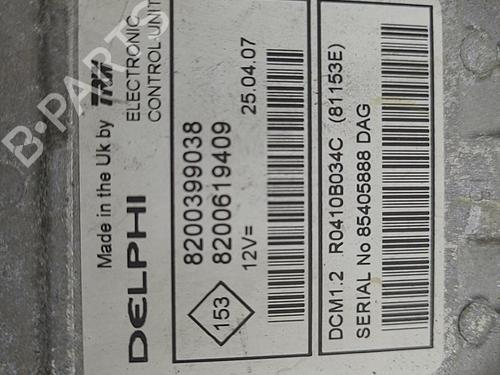 Made in the Uk by TRW
DELPHI
ELECTRONIC
CONTROL UNIT
8200399038
8200619409
12V= 25.04.07
153
DCM1.2 R0410B034C (81153E)
SERIAL No 85405888 DAG
B-PARTS